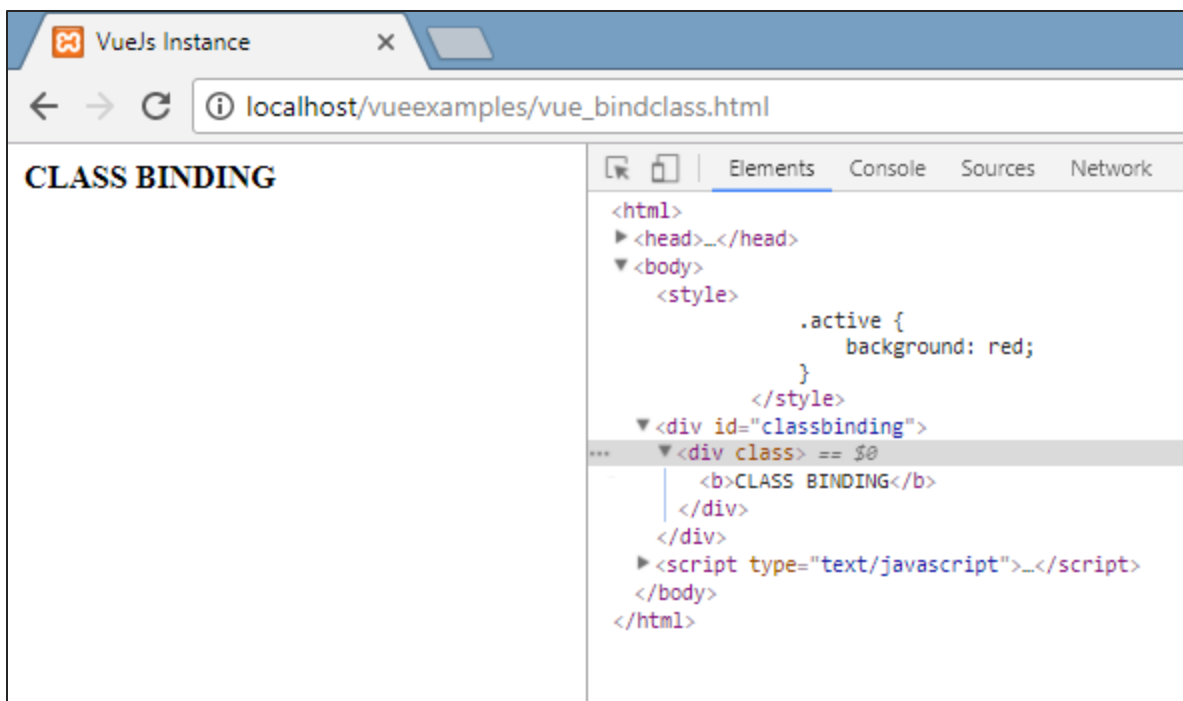 VueJs Instance
localhost/vueexamples/vue_bindclass.html
CLASS BINDING
Elements Console Sources Network
<html>
<head>…</head>
<body>
<style>
.active {
background: red;
}
</style>
<div id="classbinding">
<div class> == $0
<b>CLASS BINDING</b>
</div>
</div>
<script type="text/javascript">…</script>
</body>
</html>